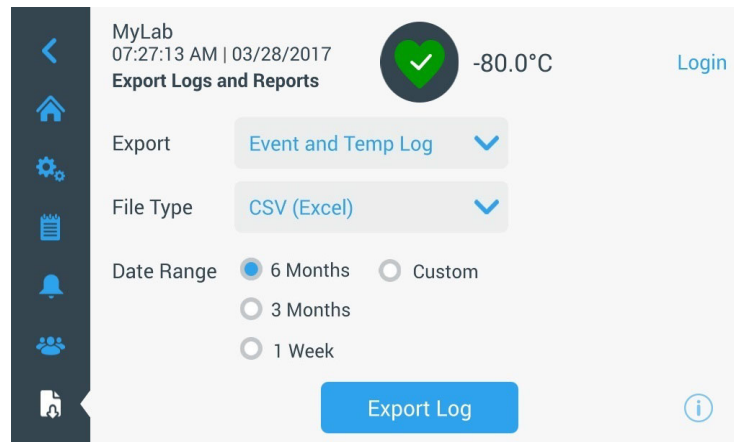 MyLab
07:27:13 AM | 03/28/2017
Export Logs and Reports
-80.0°C
Login
Export
Event and Temp Log
File Type
CSV (Excel)
Date Range
6 Months
Custom
3 Months
1 Week
Export Log
i